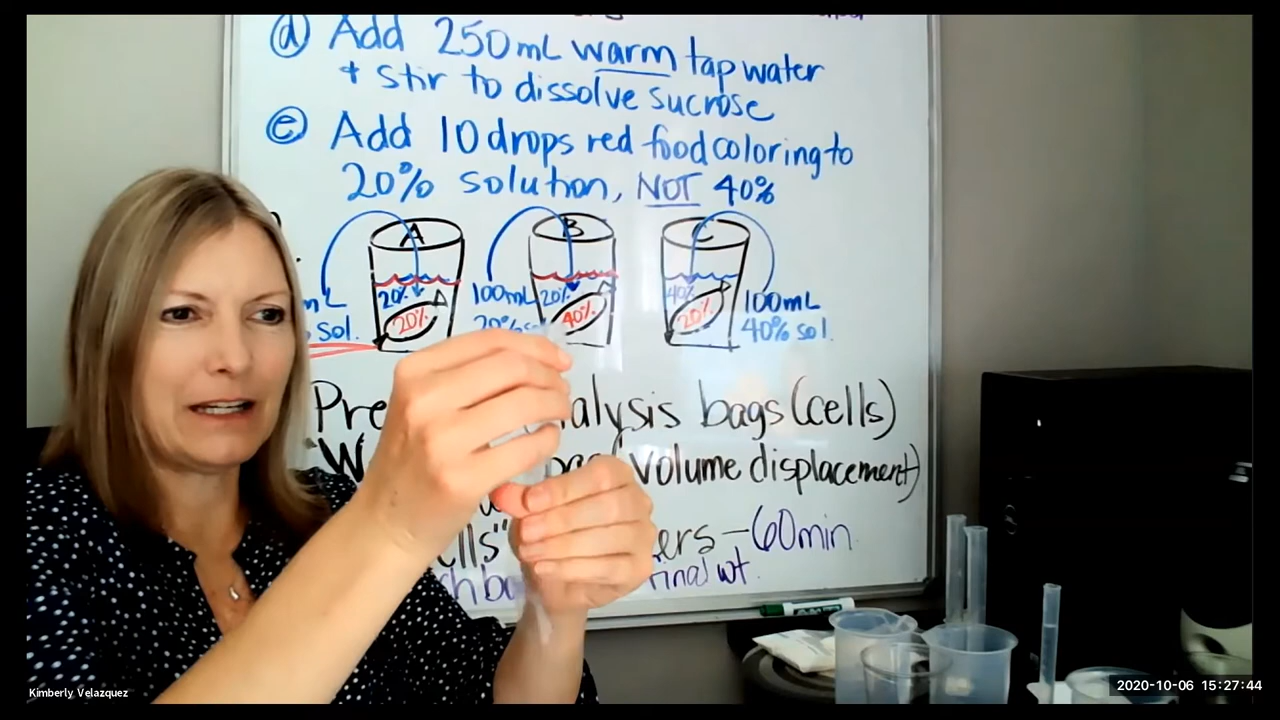 ⓓ Add 250mL warm tap water
+ stir to dissolve sucrose
ⓔ Add 10 drops red food coloring to
20% solution, NOT 40%
A B C
20% 20% 40%
20% 40% 20%
100mL 100mL
sol. 20% 40% sol.
alysis bags (cells)
(volume displacement)
ells" ers - 60min
final wt.
Kimberly Velazquez
2020-10-06 15:27:44